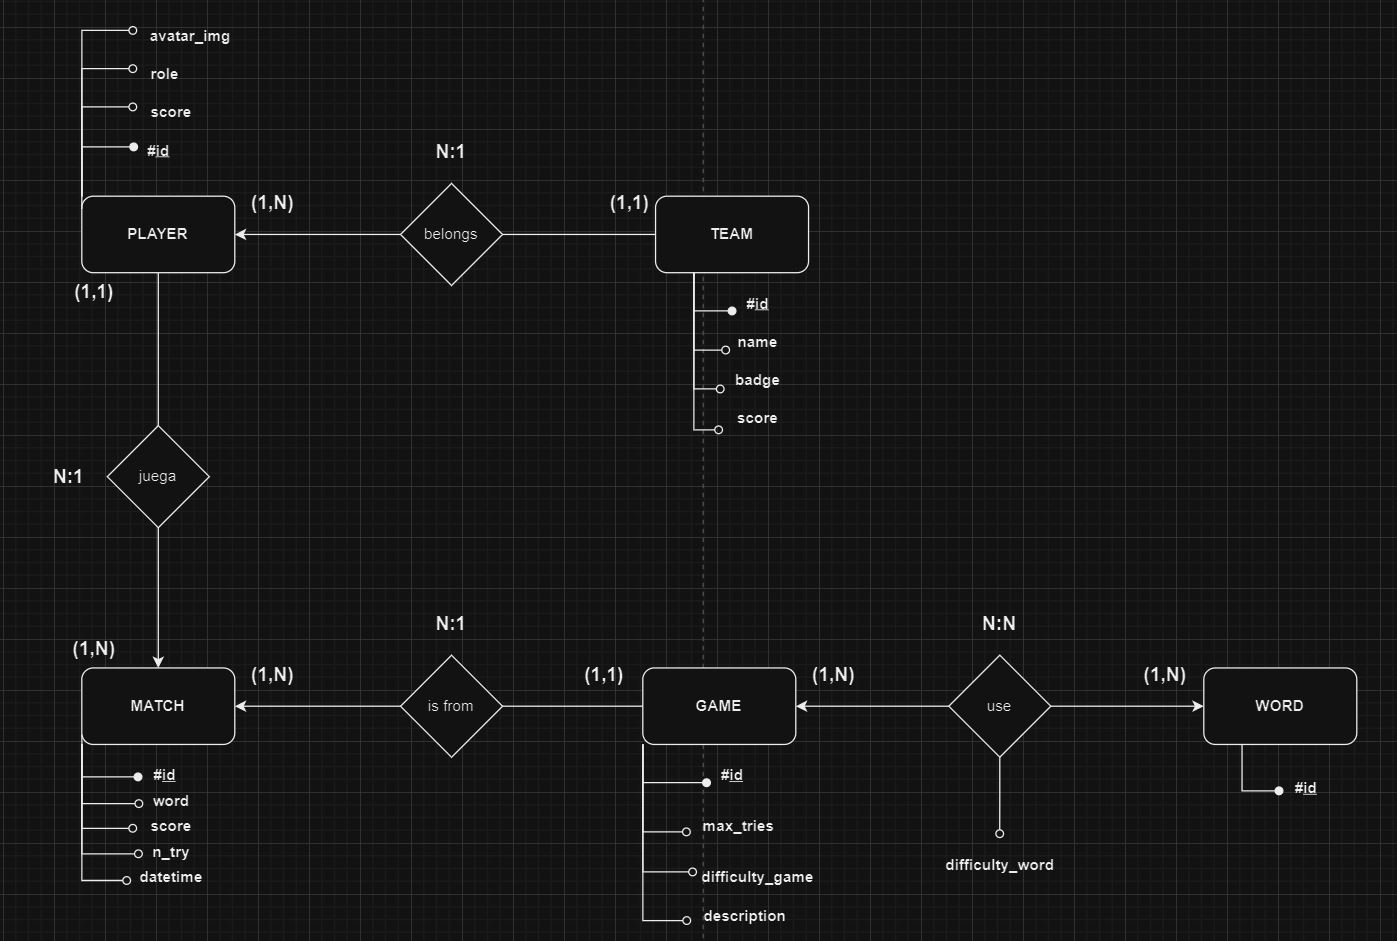 avatar_img
role
score
#id
N:1
PLAYER
(1,N)
belongs
(1,1)
TEAM
(1,1)
#id
name
badge
score
N:1
juega
(1,N)
N:1
N:N
MATCH
(1,N)
is from
(1,1)
GAME
(1,N)
use
(1,N)
WORD
#id
word
score
n_try
datetime
#id
max_tries
difficulty_game
description
difficulty_word
#id